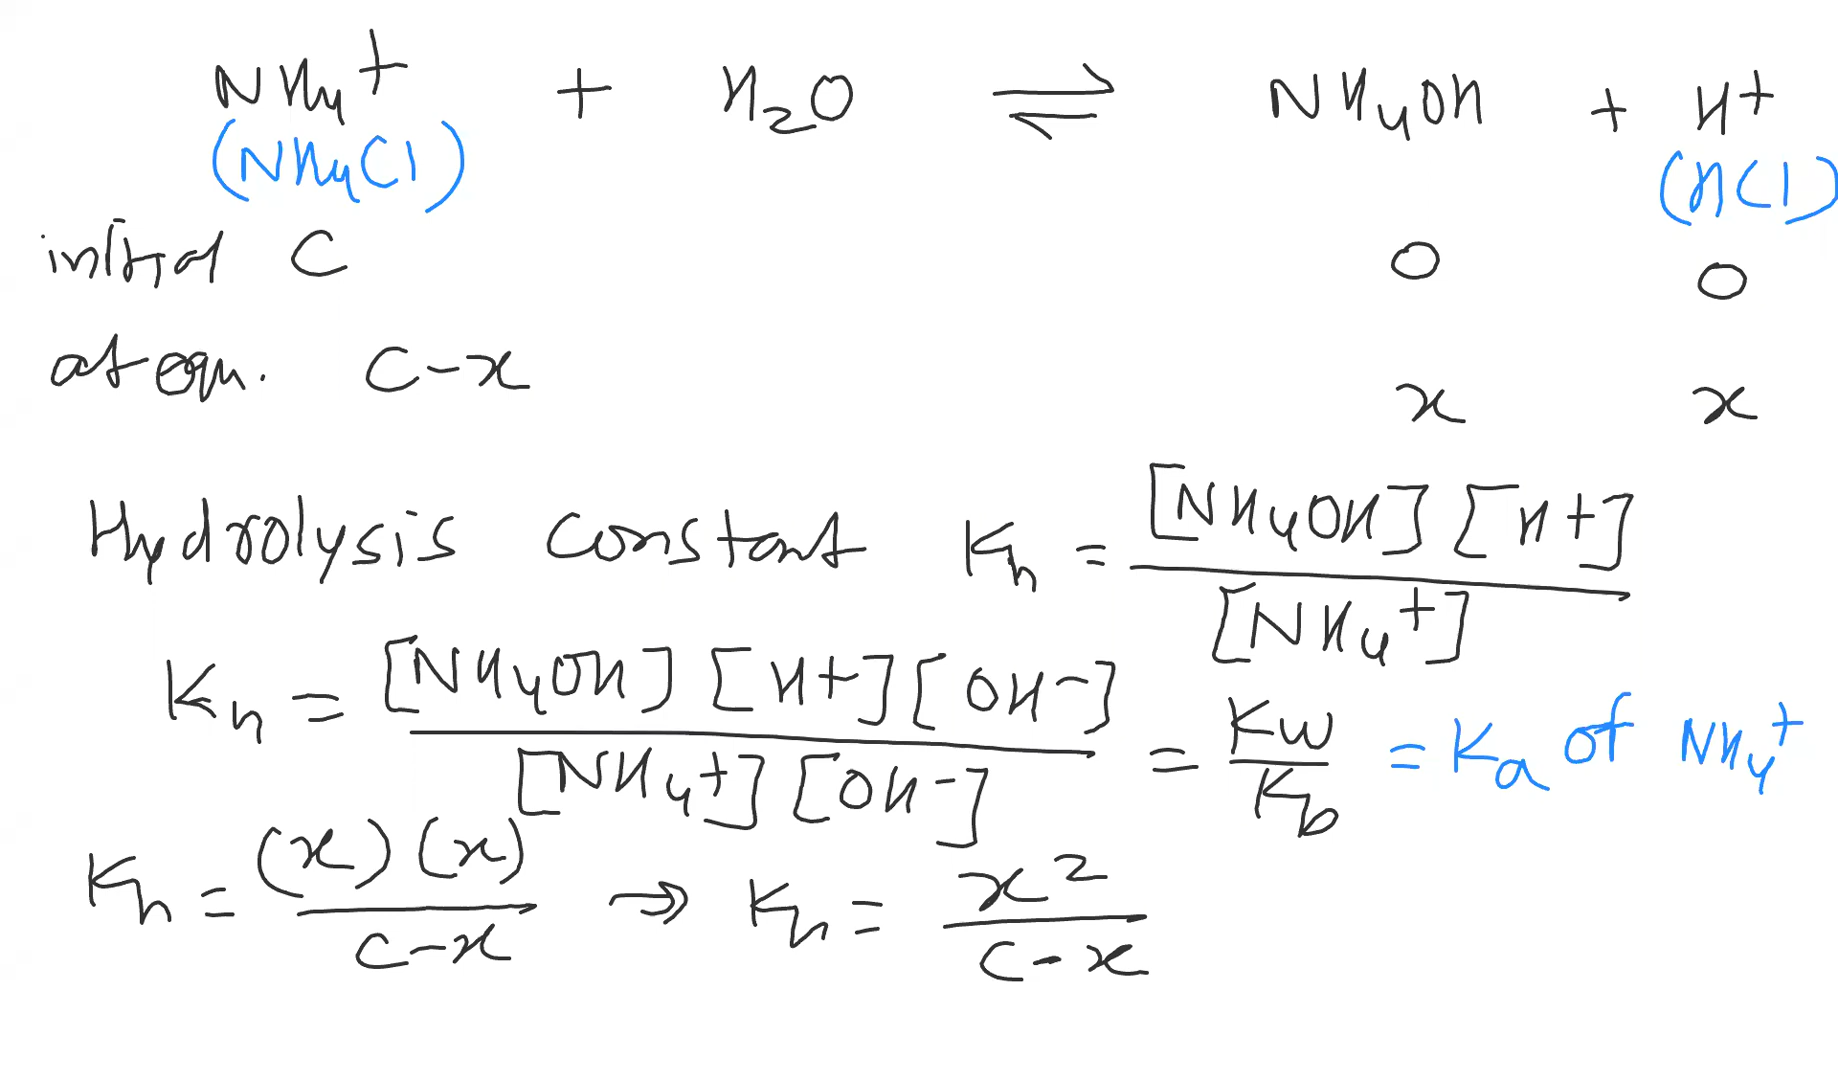 NH₄⁺ + H₂O ⇌ NH₄OH + H⁺
(NH₄Cl) (HCl)
initial C 0 0
at eqm. C-x x x
Hydrolysis constant Kh = [NH₄OH] [H+] / [NH₄+]
Kh = [NH₄OH] [H+] [OH-] / [NH₄+] [OH-] = Kw / Kb = Ka of NH₄⁺
Kh = (x) (x) / C-x → Kh = x² / C-x